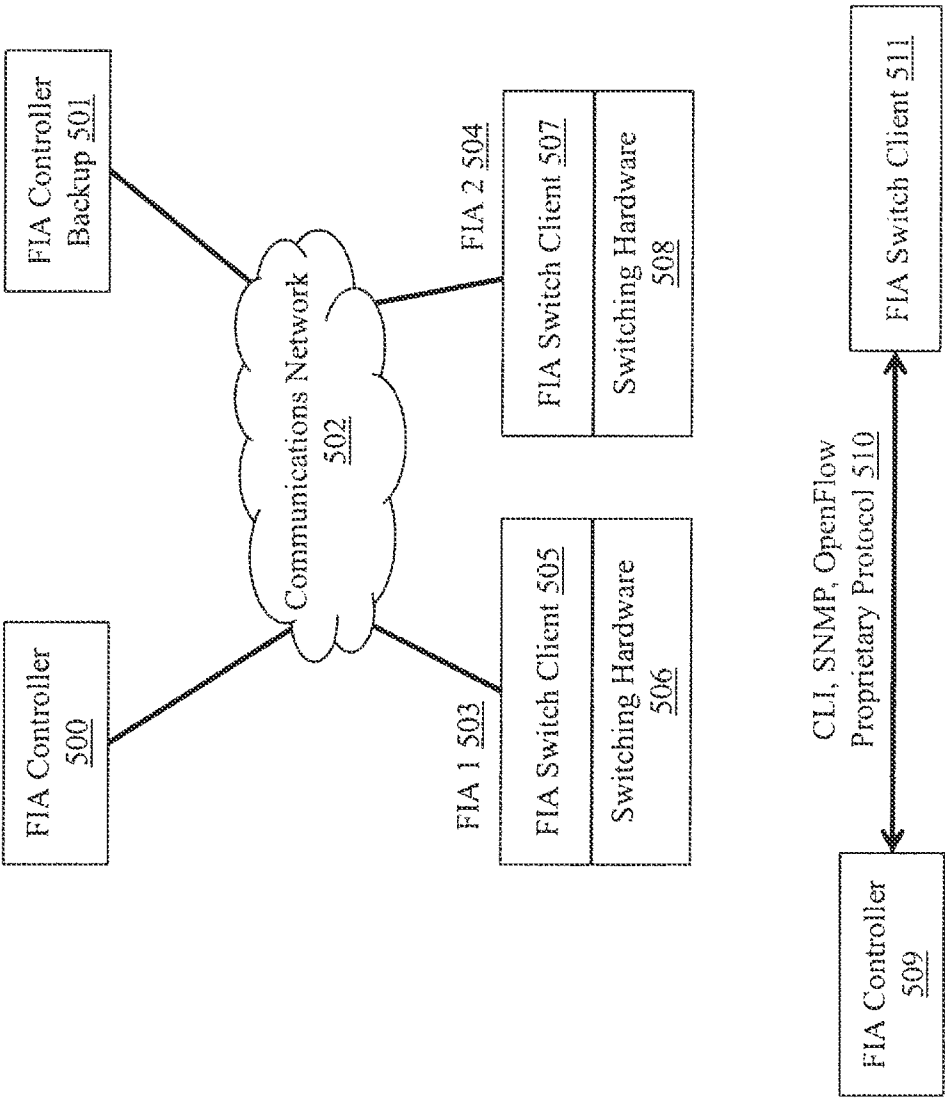 FIA Controller
500
FIA Controller
Backup 501
Communications Network
502
FIA 1 503
FIA Switch Client 505
Switching Hardware
506
FIA 2 504
FIA Switch Client 507
Switching Hardware
508
FIA Controller
509
CLI, SNMP, OpenFlow
Proprietary Protocol 510
FIA Switch Client 511